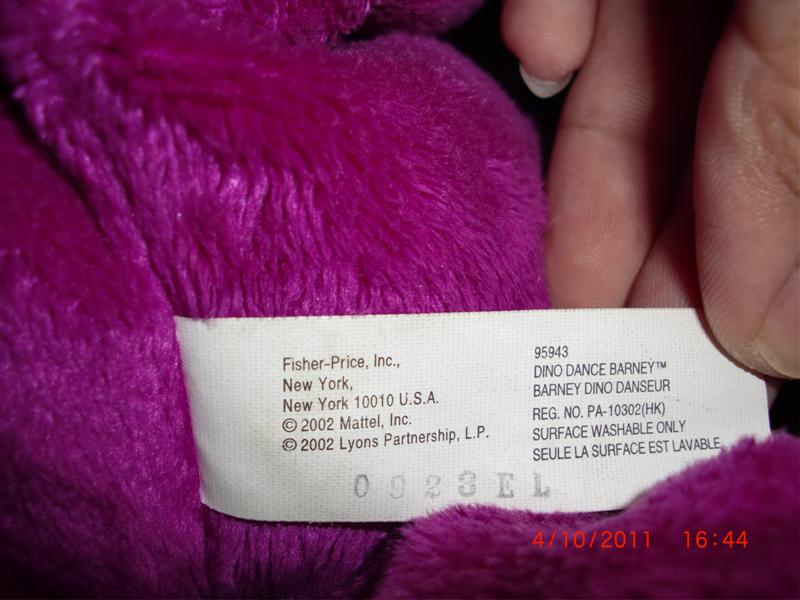 Fisher-Price, Inc.,
New York,
New York 10010 U.S.A.
© 2002 Mattel, Inc.
© 2002 Lyons Partnership, L.P.
95943
DINO DANCE BARNEY™
BARNEY DINO DANSEUR
REG. NO. PA-10302(HK)
SURFACE WASHABLE ONLY
SEULE LA SURFACE EST LAVABLE
0923EL
4/10/2011 16:44